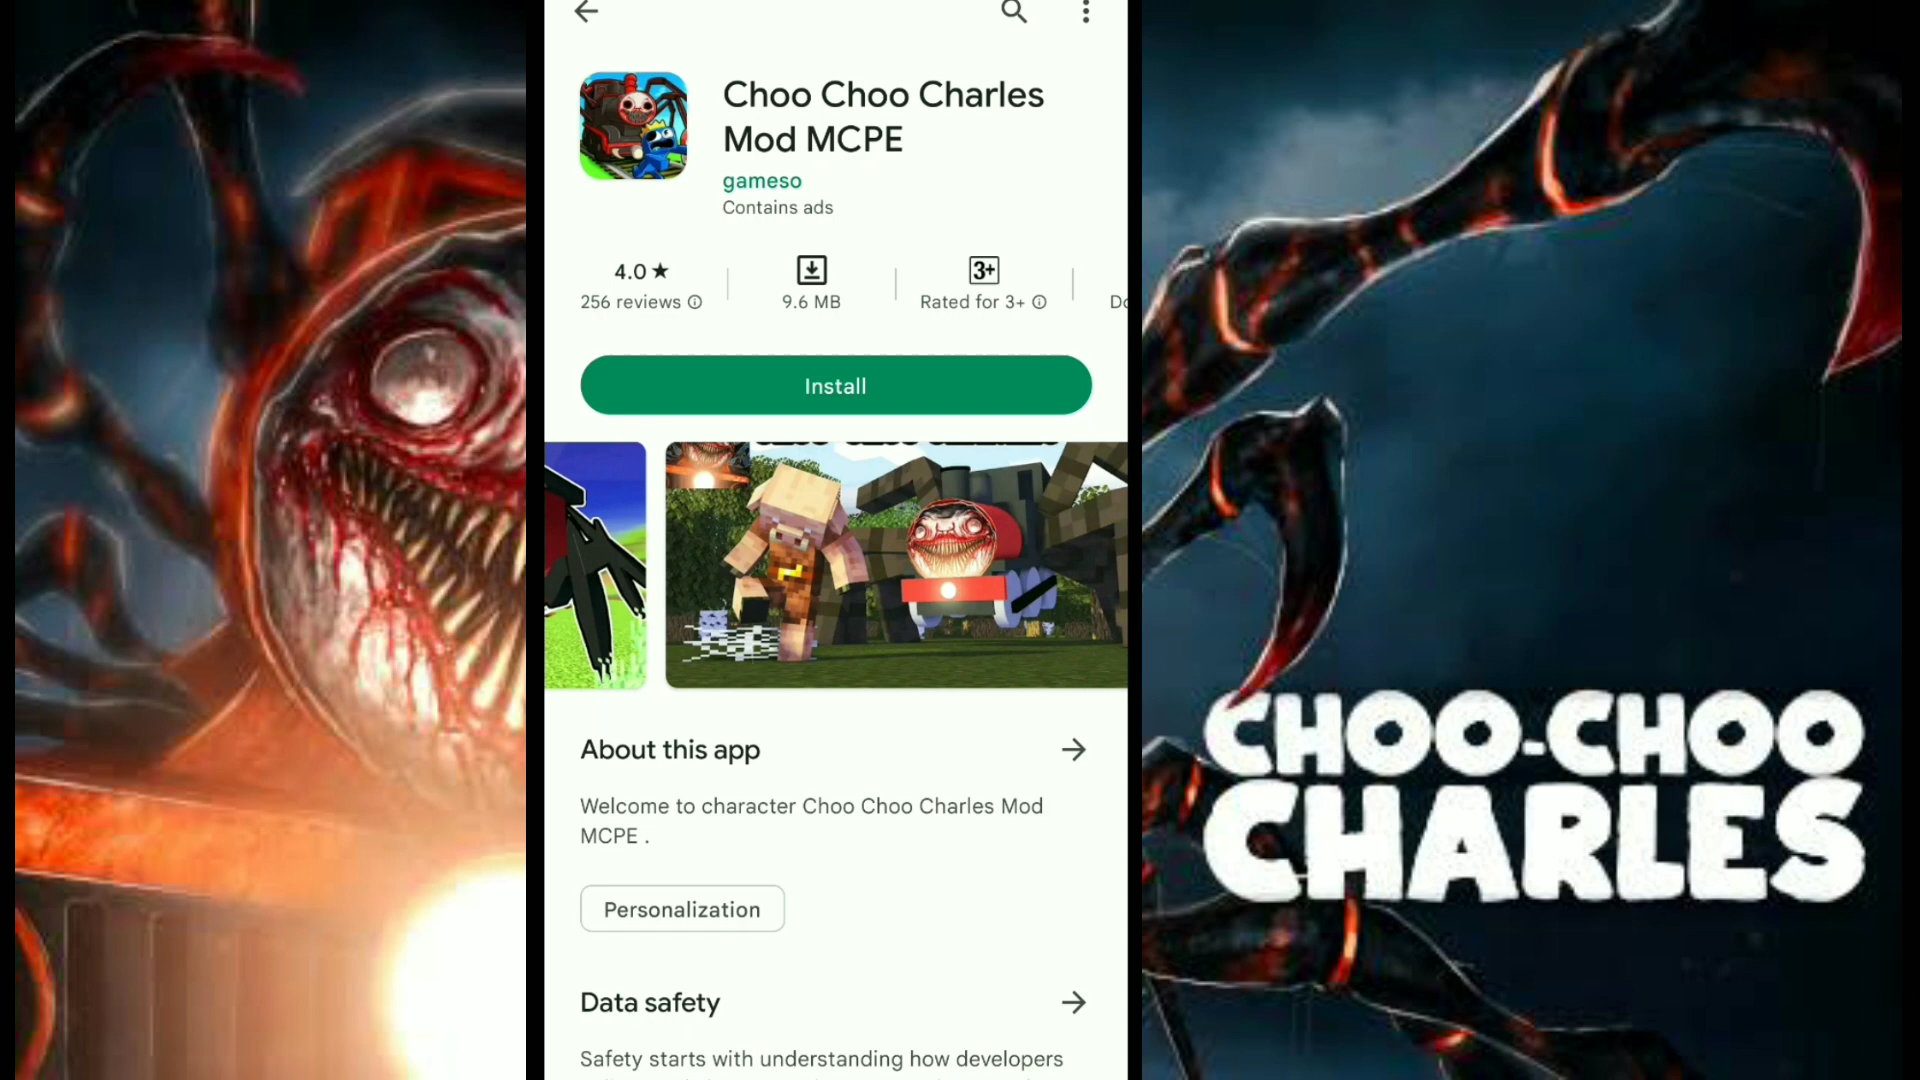 Choo Choo Charles
Mod MCPE
gameso
Contains ads
4.0 ★
256 reviews
9.6 MB
3+
Rated for 3+
Install
About this app
Welcome to character Choo Choo Charles Mod
MCPE .
Personalization
Data safety
Safety starts with understanding how developers
CHOO-CHOO
CHARLES